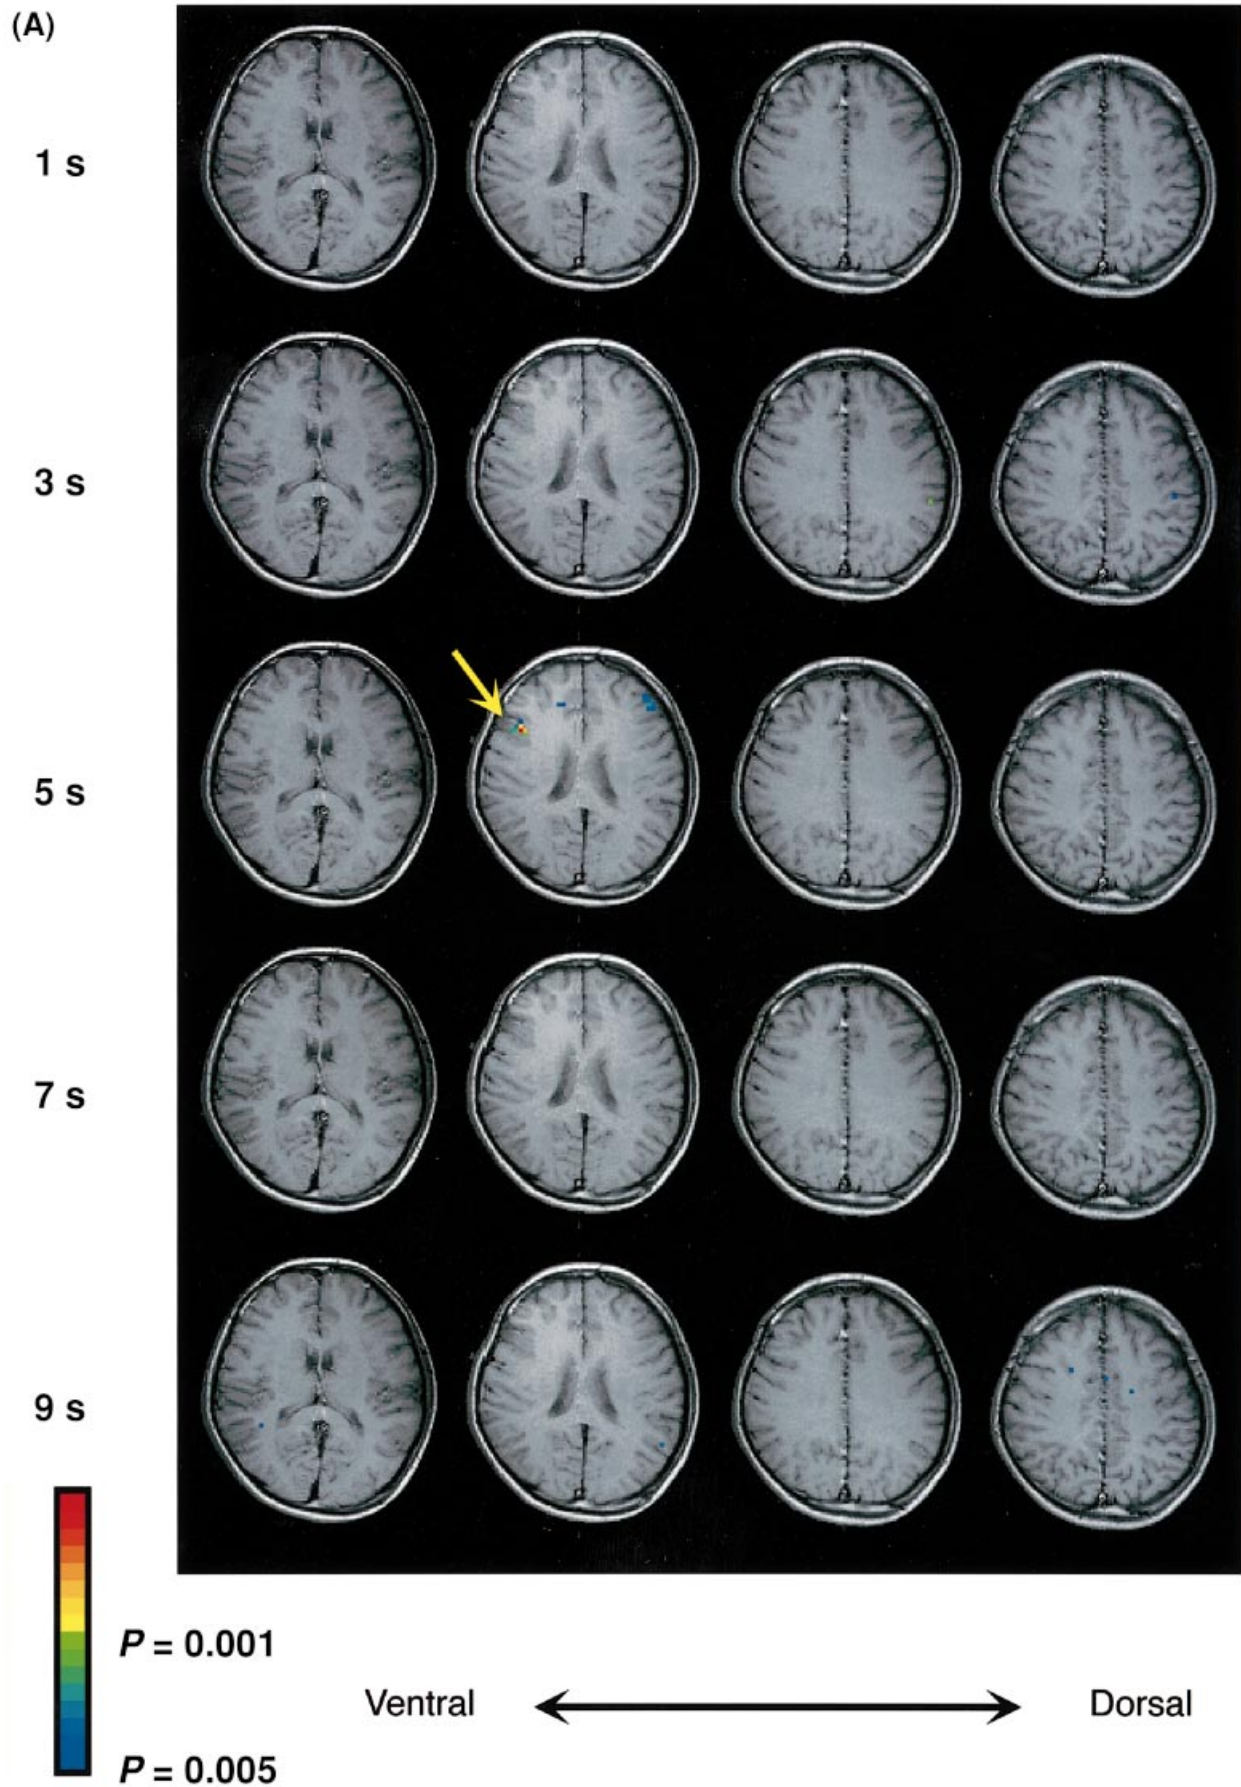 (A)
1 s
3 s
5 s
7 s
9 s
P = 0.001
Ventral
Dorsal
P = 0.005